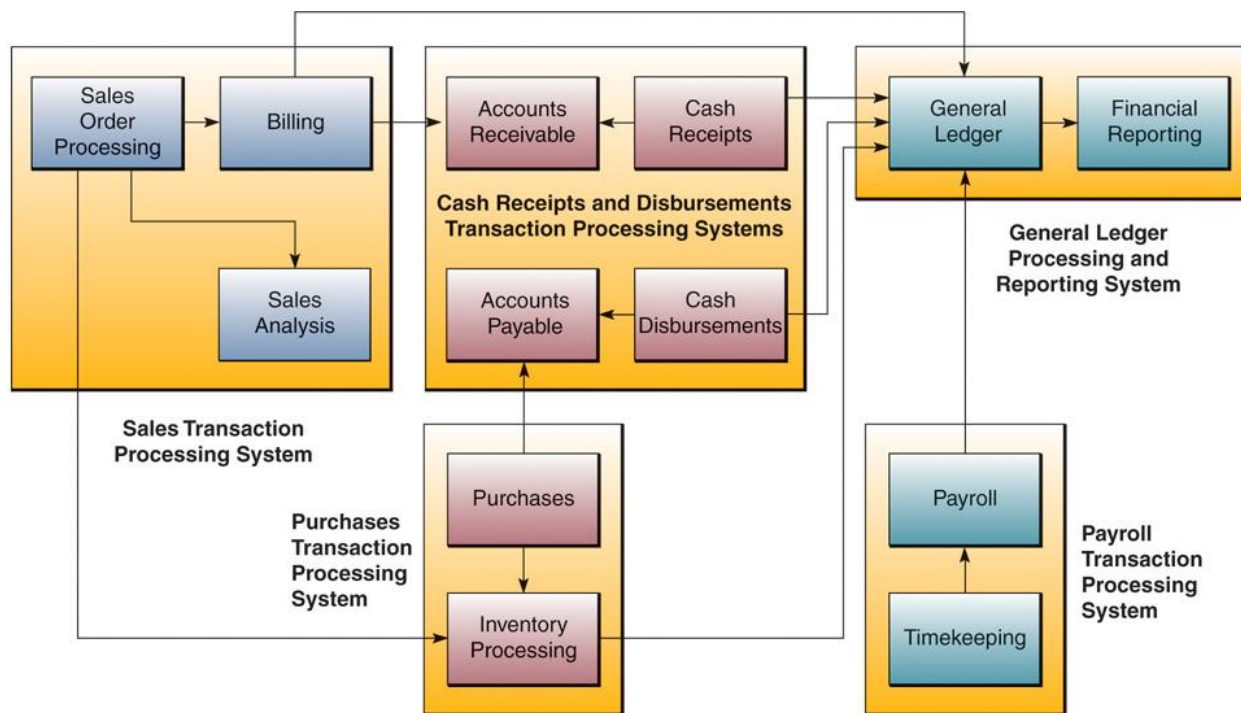 Sales
Order
Processing
Billing
Sales
Analysis
Sales Transaction
Processing System
Accounts
Receivable
Cash
Receipts
Cash Receipts and Disbursements
Transaction Processing Systems
Accounts
Payable
Cash
Disbursements
General
Ledger
Financial
Reporting
General Ledger
Processing and
Reporting System
Purchases
Transaction
Processing
System
Purchases
Inventory
Processing
Payroll
Timekeeping
Payroll
Transaction
Processing
System